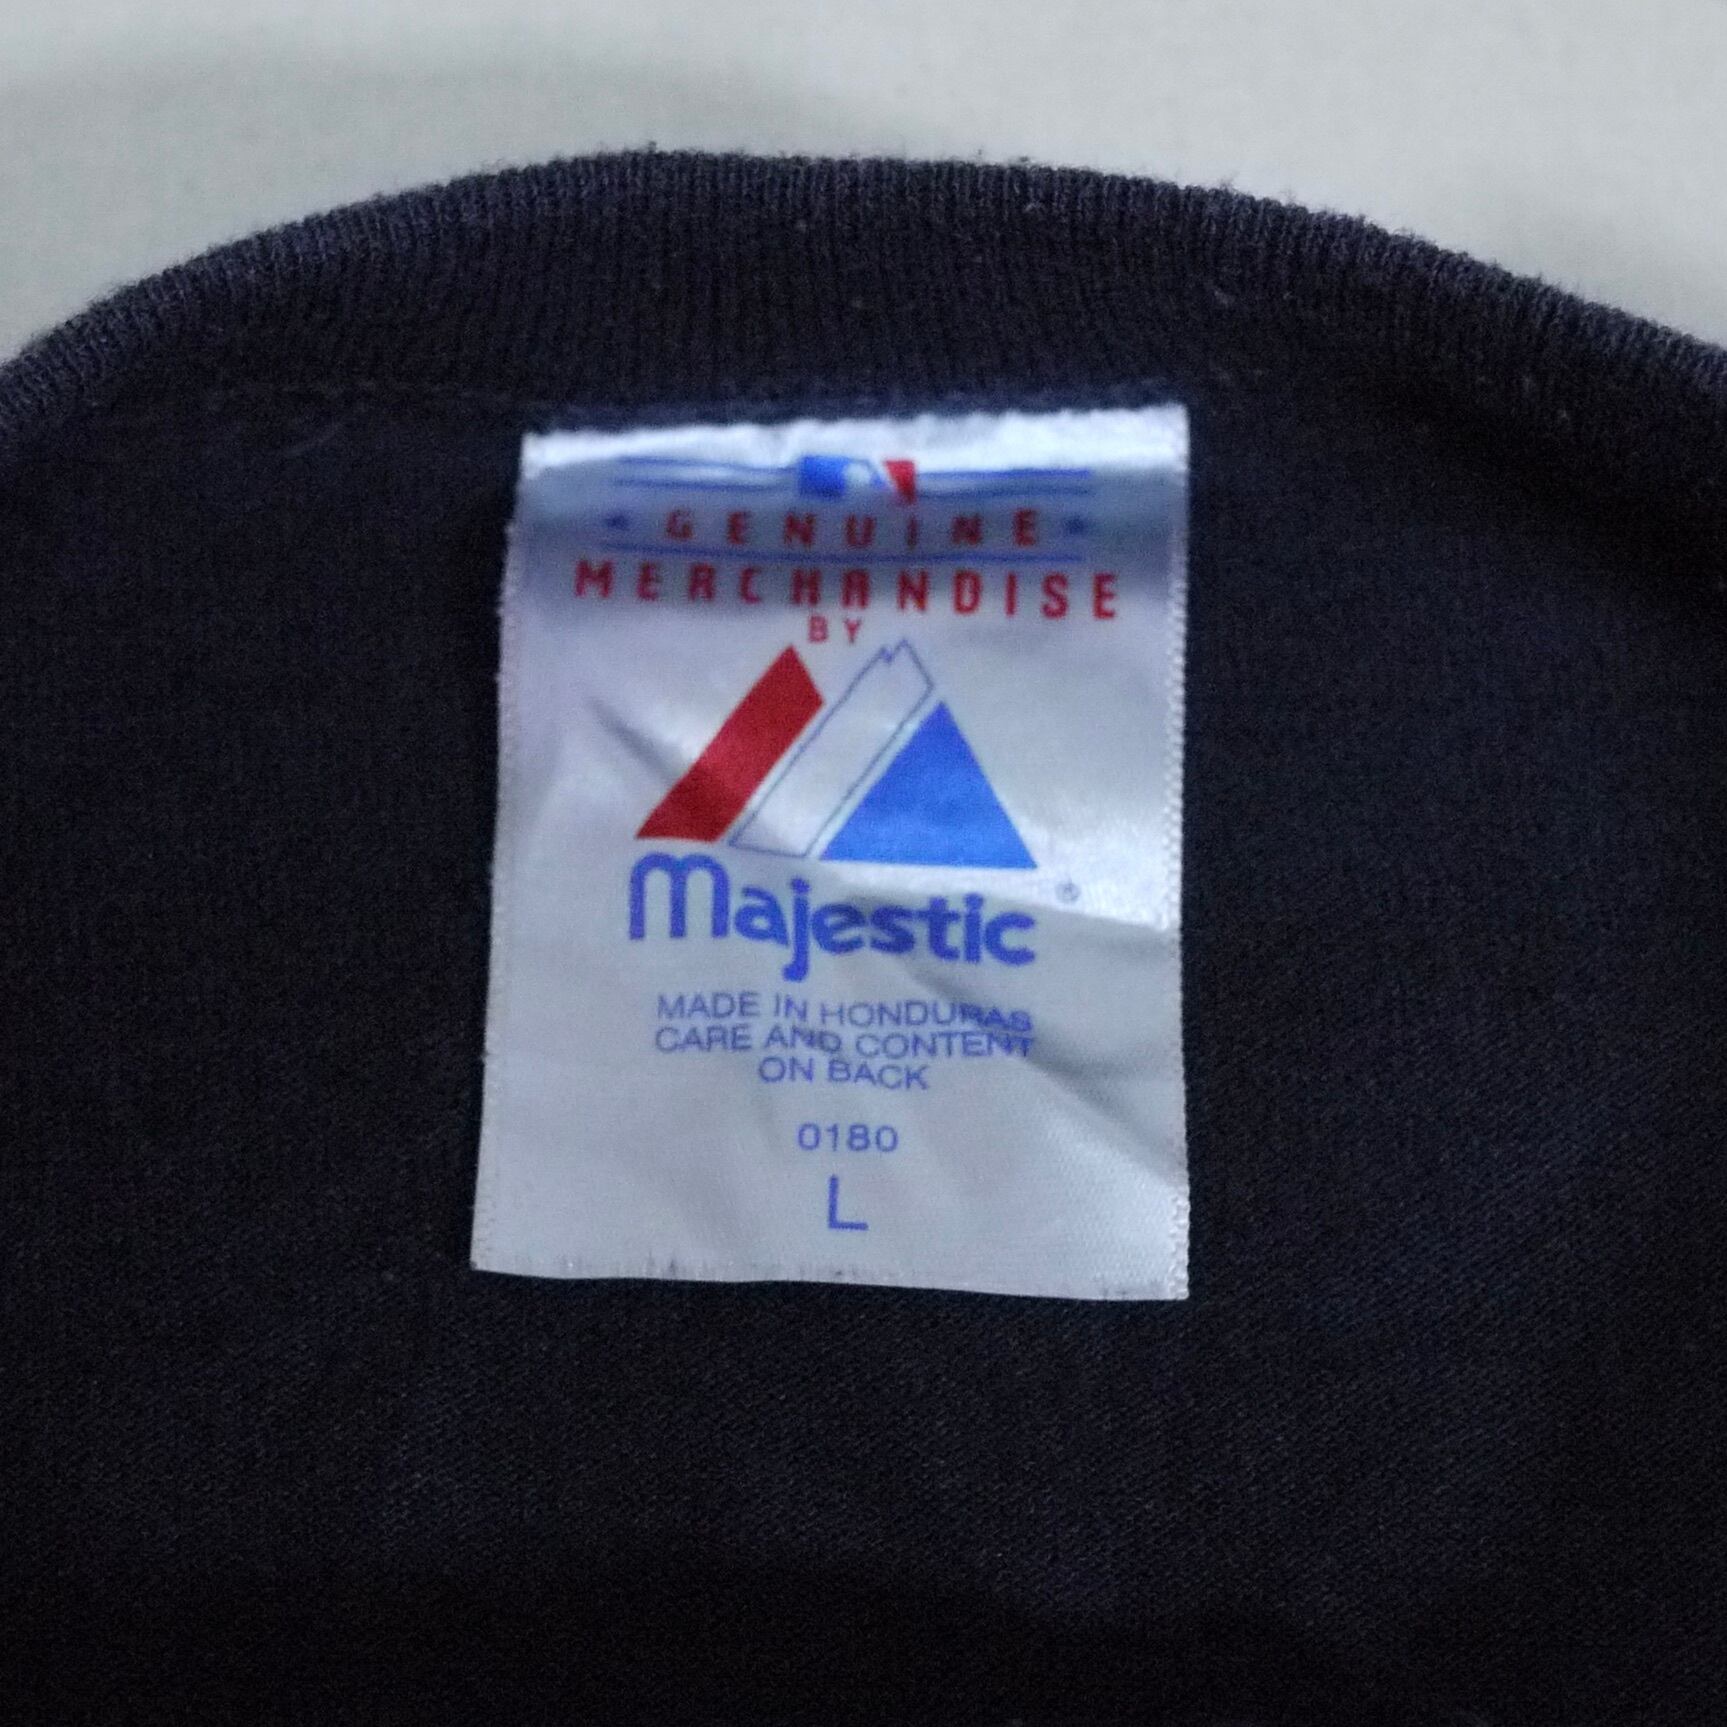 GENUINE
MERCHANDISE
BY
Majestic ®
MADE IN HONDURAS
CARE AND CONTENT
ON BACK
0180
L